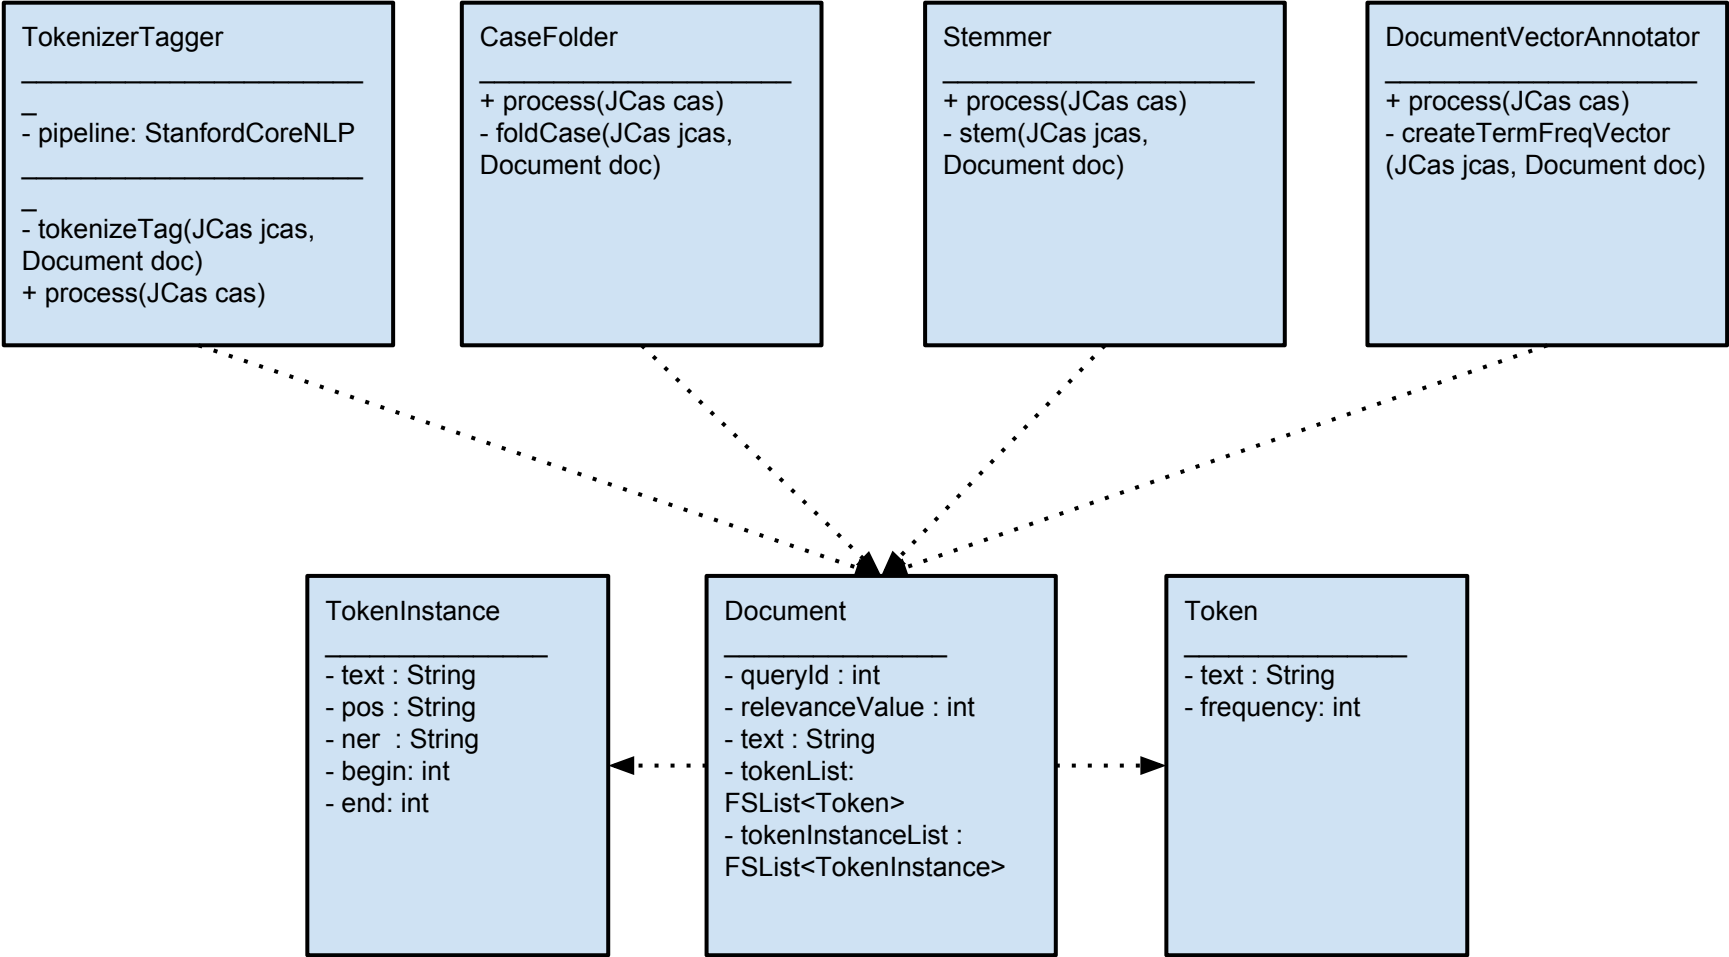 TokenizerTagger
- pipeline: StanfordCoreNLP
- tokenizeTag(JCas jcas,
Document doc)
+ process(JCas cas)
CaseFolder
+ process(JCas cas)
- foldCase(JCas jcas,
Document doc)
Stemmer
+ process(JCas cas)
- stem(JCas jcas,
Document doc)
DocumentVectorAnnotator
+ process(JCas cas)
- createTermFreqVector
(JCas jcas, Document doc)
TokenInstance
- text : String
- pos : String
- ner  : String
- begin: int
- end: int
Document
- queryId : int
- relevanceValue : int
- text : String
- tokenList:
FSList<Token>
- tokenInstanceList :
FSList<TokenInstance>
Token
- text : String
- frequency: int